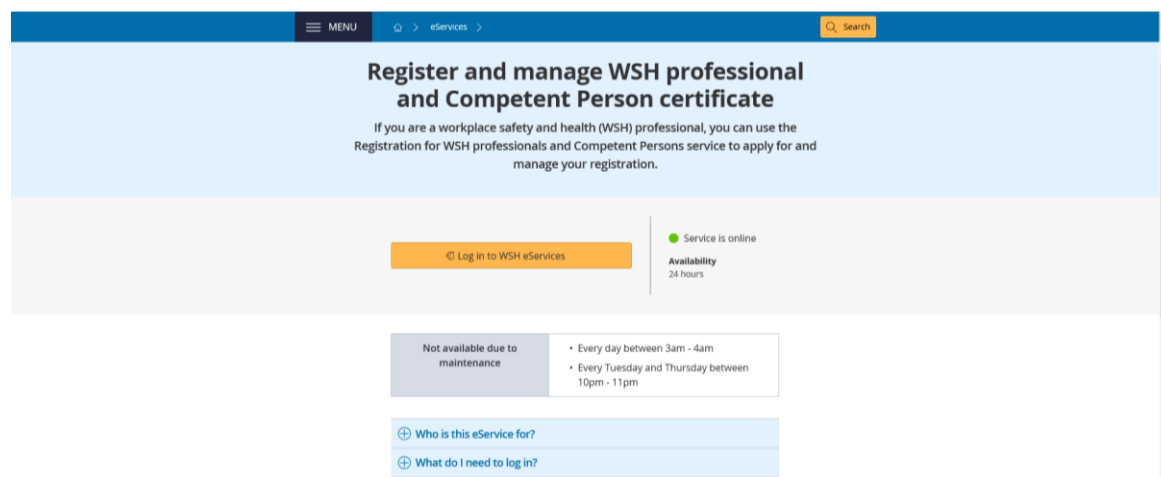 MENU
eServices
Search
Register and manage WSH professional
and Competent Person certificate
If you are a workplace safety and health (WSH) professional, you can use the
Registration for WSH professionals and Competent Persons service to apply for and
manage your registration.
Log in to WSH eServices
Service is online
Availability
24 hours
Not available due to
maintenance
• Every day between 3am - 4am
• Every Tuesday and Thursday between
10pm - 11pm
Who is this eService for?
What do I need to log in?